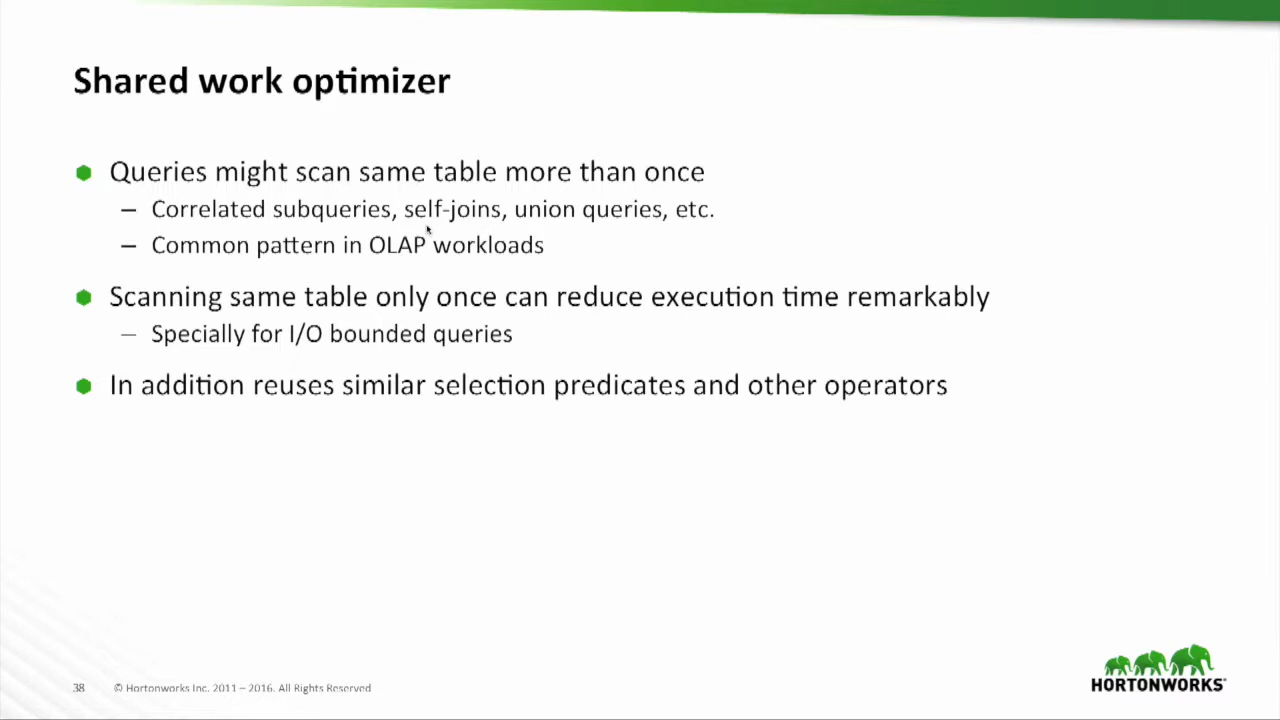 Shared work optimizer
Queries might scan same table more than once
– Correlated subqueries, self-joins, union queries, etc.
– Common pattern in OLAP workloads
Scanning same table only once can reduce execution time remarkably
– Specially for I/O bounded queries
In addition reuses similar selection predicates and other operators
38 © Hortonworks Inc. 2011 – 2016. All Rights Reserved
HORTONWORKS